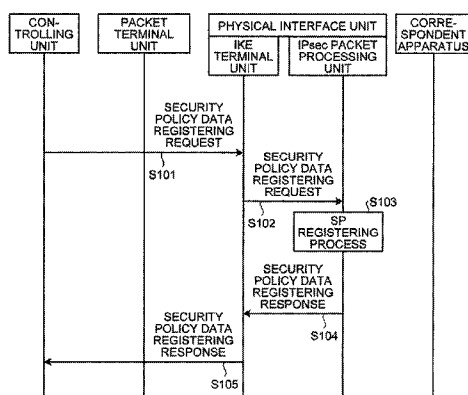 CON-
TROLLING
UNIT
PACKET
TERMINAL
UNIT
PHYSICAL INTERFACE UNIT
IKE
TERMINAL
UNIT
IPsec PACKET
PROCESSING
UNIT
CORRE-
SPONDENT
APPARATUS
SECURITY
POLICY DATA
REGISTERING
REQUEST
S101
SECURITY
POLICY DATA
REGISTERING
REQUEST
S102
S103
SP
REGISTERING
PROCESS
SECURITY
POLICY DATA
REGISTERING
RESPONSE
S104
SECURITY
POLICY DATA
REGISTERING
RESPONSE
S105